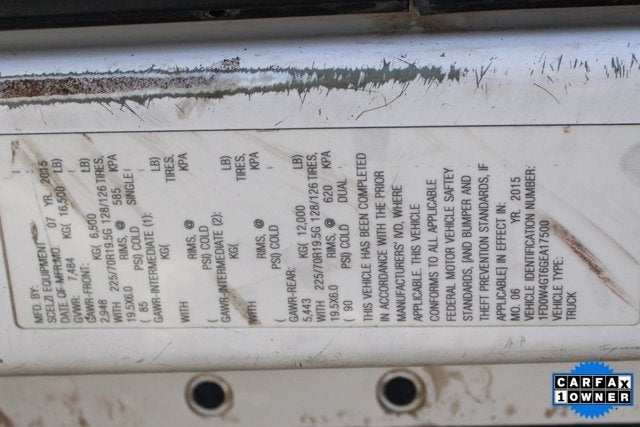 MFD. BY:
SCELZI EQUIPMENT
DATE OF MFR: MO. 07 YR. 2015
GVWR: 7,484 KG( 16,500 LB)
GAWR-FRONT: KG( 6,500 LB)
2,948
WITH 225/70R19.5G 128/126 TIRES,
19.5X6.0 RIMS, @ 585 KPA
( 85 PSI) COLD SINGLE
GAWR-INTERMEDIATE (1):
KG( LB)
WITH TIRES,
RIMS, @ KPA
( PSI) COLD
GAWR-INTERMEDIATE (2):
KG( LB)
WITH TIRES,
RIMS, @ KPA
( PSI) COLD
GAWR-REAR: KG( 12,000 LB)
5,443
WITH 225/70R19.5G 128/126 TIRES,
19.5X6.0 RIMS, @ 620 KPA
( 90 PSI) COLD DUAL
THIS VEHICLE HAS BEEN COMPLETED
IN ACCORDANCE WITH THE PRIOR
MANUFACTURERS' IVD, WHERE
APPLICABLE. THIS VEHICLE
CONFORMS TO ALL APPLICABLE
FEDERAL MOTOR VEHICLE SAFTEY
STANDARDS, [AND BUMPER AND
THEFT PREVENTION STANDARDS, IF
APPLICABLE] IN EFFECT IN:
MO. 06 YR. 2015
VEHICLE IDENTIFICATION NUMBER:
1FD0W4GT6GEA17500
VEHICLE TYPE:
TRUCK
CARFAX
1 OWNER